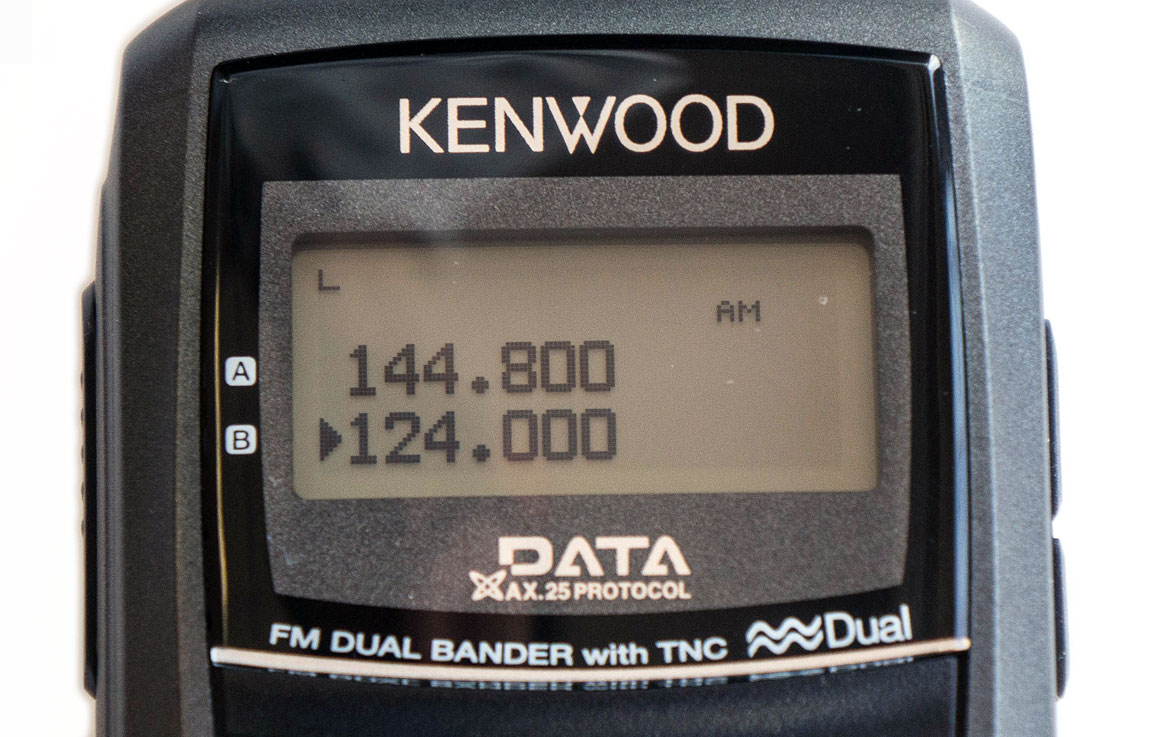 KENWOOD
L
AM
A 144.800
B 124.000
DATA
AX.25 PROTOCOL
FM DUAL BANDER with TNC Dual